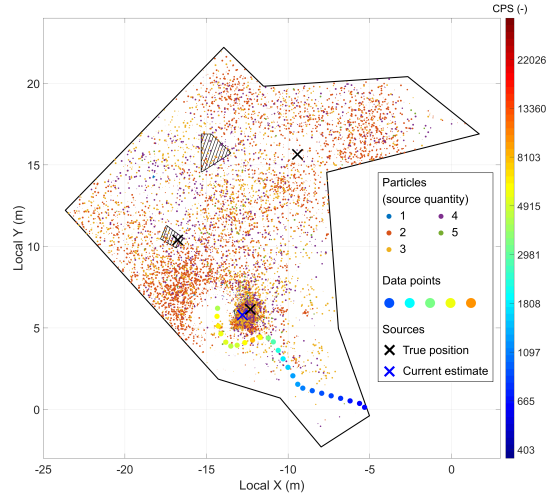 CPS (-)
22026
13360
8103
4915
2981
1808
1097
665
403
Local Y (m)
20
15
10
5
0
-25
-20
-15
-10
-5
0
Local X (m)
Particles
(source quantity)
1
4
2
5
3
Data points
Sources
True position
Current estimate